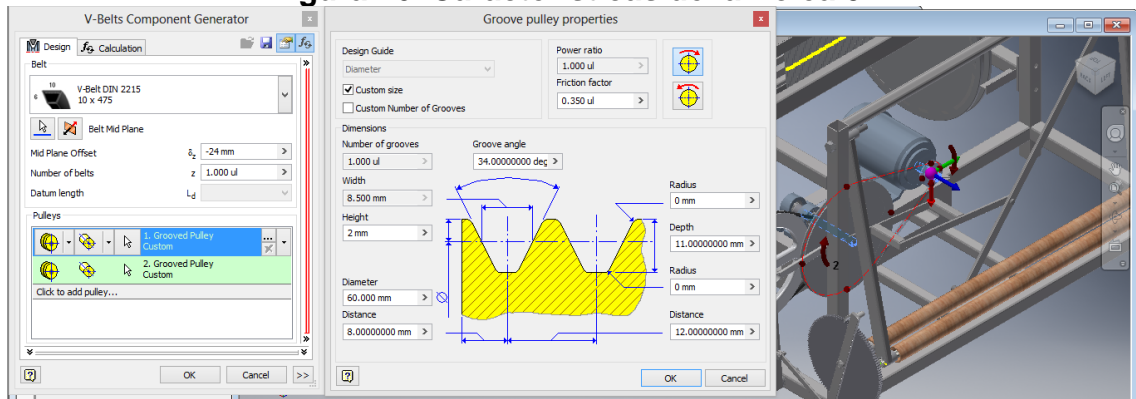 V-Belts Component Generator
Design
Calculation
Belt
10
6
V-Belt DIN 2215
10 x 475
Belt Mid Plane
Mid Plane Offset δz -24 mm
Number of belts z 1.000 ul
Datum length Ld
Pulleys
1. Grooved Pulley
Custom
2. Grooved Pulley
Custom
Click to add pulley...
OK Cancel >>
Groove pulley properties
Design Guide
Diameter
Custom size
Custom Number of Grooves
Power ratio
1.000 ul
Friction factor
0.350 ul
Dimensions
Number of grooves
1.000 ul
Groove angle
34.00000000 deg
Width
8.500 mm
Height
2 mm
Diameter
60.000 mm
Distance
8.00000000 mm
Radius
0 mm
Depth
11.00000000 mm
Radius
0 mm
Distance
12.00000000 mm
OK Cancel
2